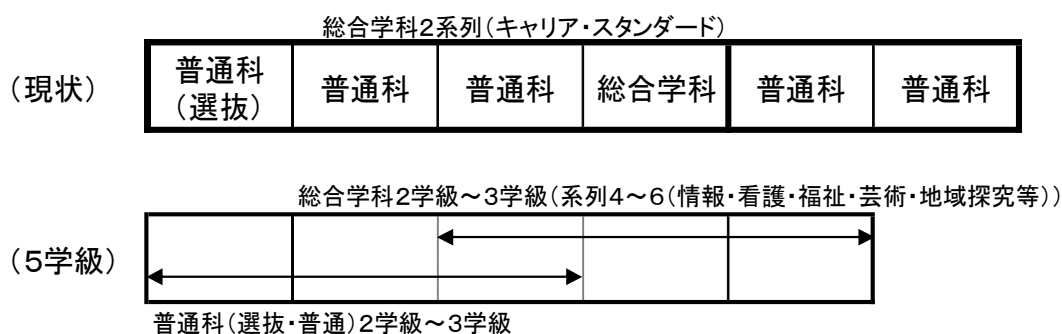 総合学科2系列(キャリア・スタンダード)
(現状)
普通科
(選抜)
普通科
普通科
総合学科
普通科
普通科
総合学科2学級～3学級(系列4～6(情報・看護・福祉・芸術・地域探究等))
(5学級)
普通科(選抜・普通)2学級～3学級